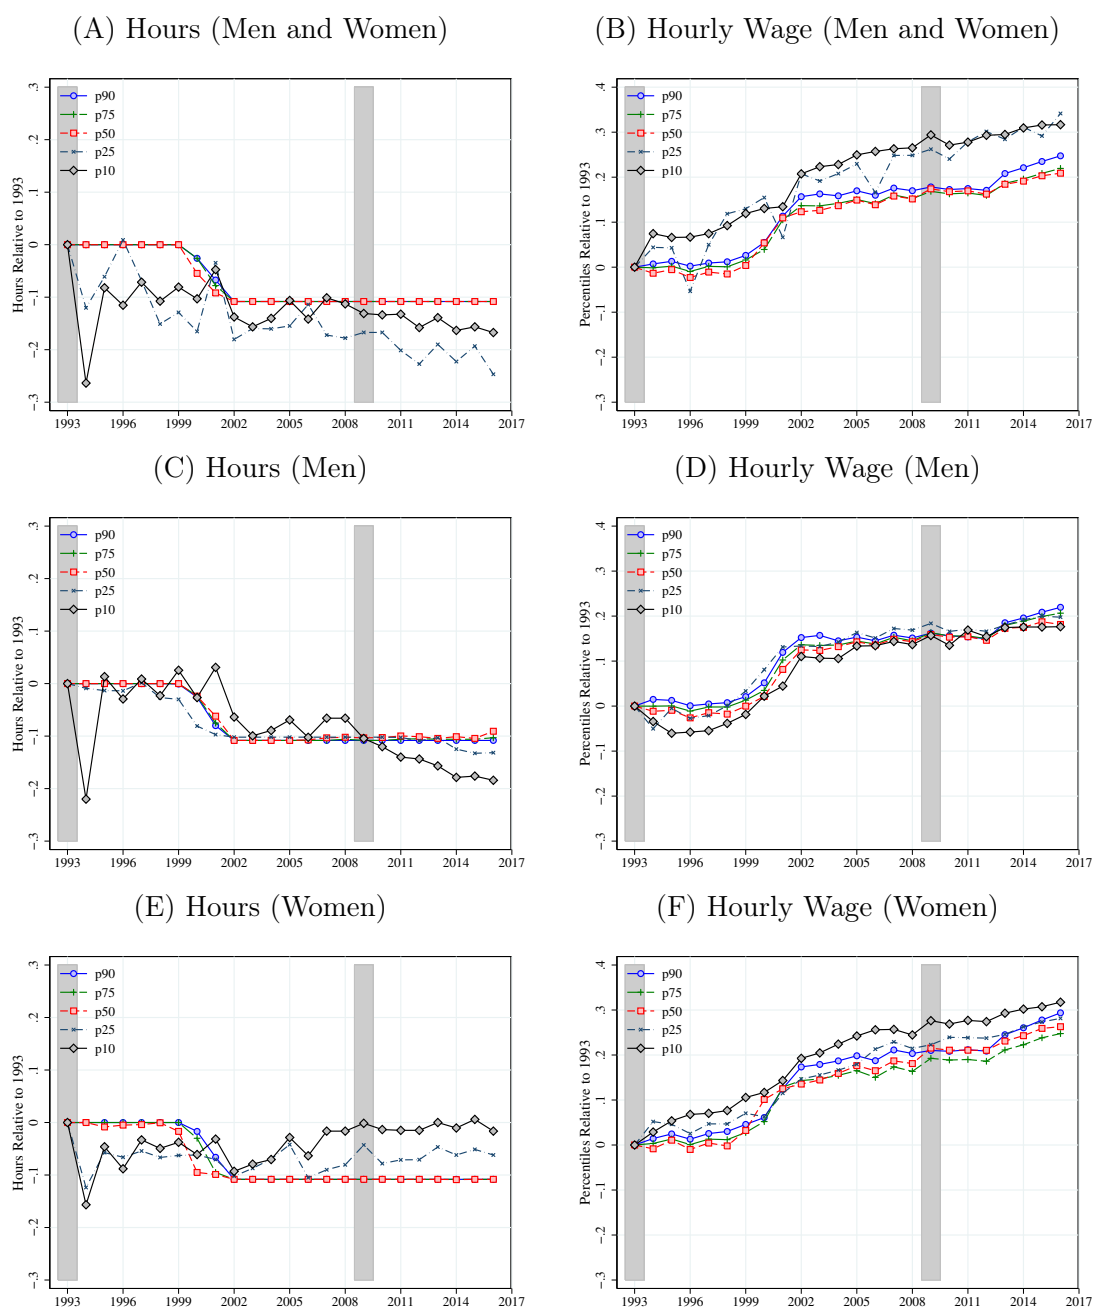 (A) Hours (Men and Women)
Hours Relative to 1993
.3
.2
.1
0
-.1
-.2
-.3
p90
p75
p50
p25
p10
1993 1996 1999 2002 2005 2008 2011 2014 2017
(B) Hourly Wage (Men and Women)
Percentiles Relative to 1993
.4
.3
.2
.1
0
-.1
-.2
-.3
p90
p75
p50
p25
p10
1993 1996 1999 2002 2005 2008 2011 2014 2017
(C) Hours (Men)
Hours Relative to 1993
.3
.2
.1
0
-.1
-.2
-.3
p90
p75
p50
p25
p10
1993 1996 1999 2002 2005 2008 2011 2014 2017
(D) Hourly Wage (Men)
Percentiles Relative to 1993
.4
.3
.2
.1
0
-.1
-.2
-.3
p90
p75
p50
p25
p10
1993 1996 1999 2002 2005 2008 2011 2014 2017
(E) Hours (Women)
Hours Relative to 1993
.3
.2
.1
0
-.1
-.2
-.3
p90
p75
p50
p25
p10
1993 1996 1999 2002 2005 2008 2011 2014 2017
(F) Hourly Wage (Women)
Percentiles Relative to 1993
.4
.3
.2
.1
0
-.1
-.2
-.3
p90
p75
p50
p25
p10
1993 1996 1999 2002 2005 2008 2011 2014 2017